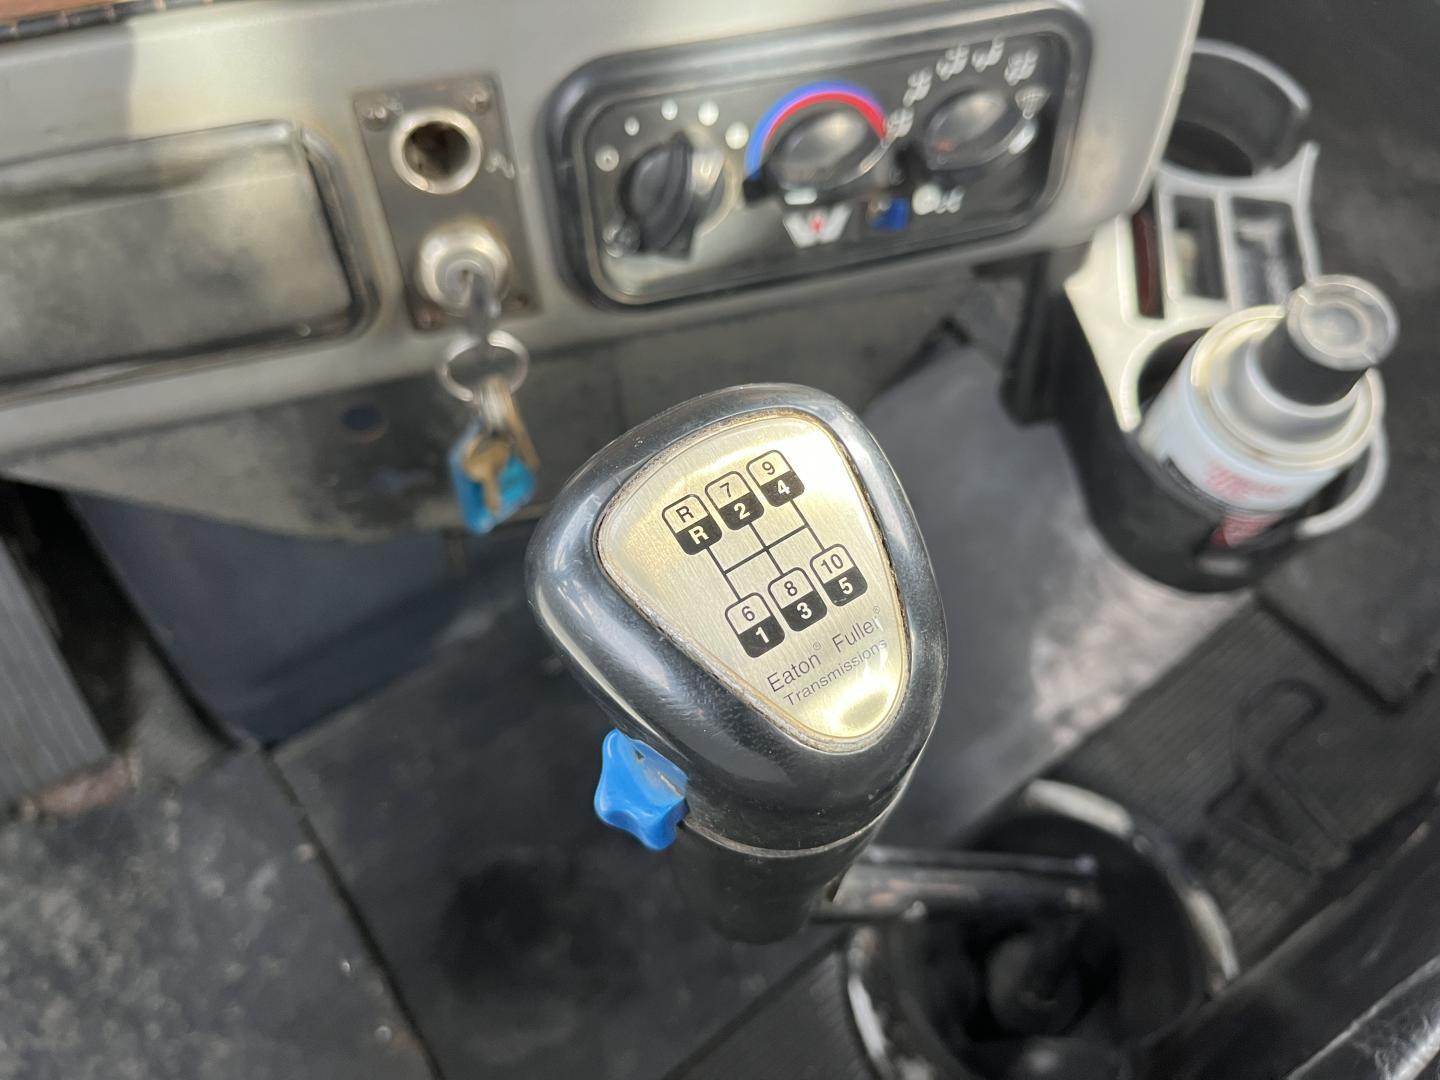 R 7 9
R 2 4
6 8 10
1 3 5
Eaton® Fuller®
Transmissions
W